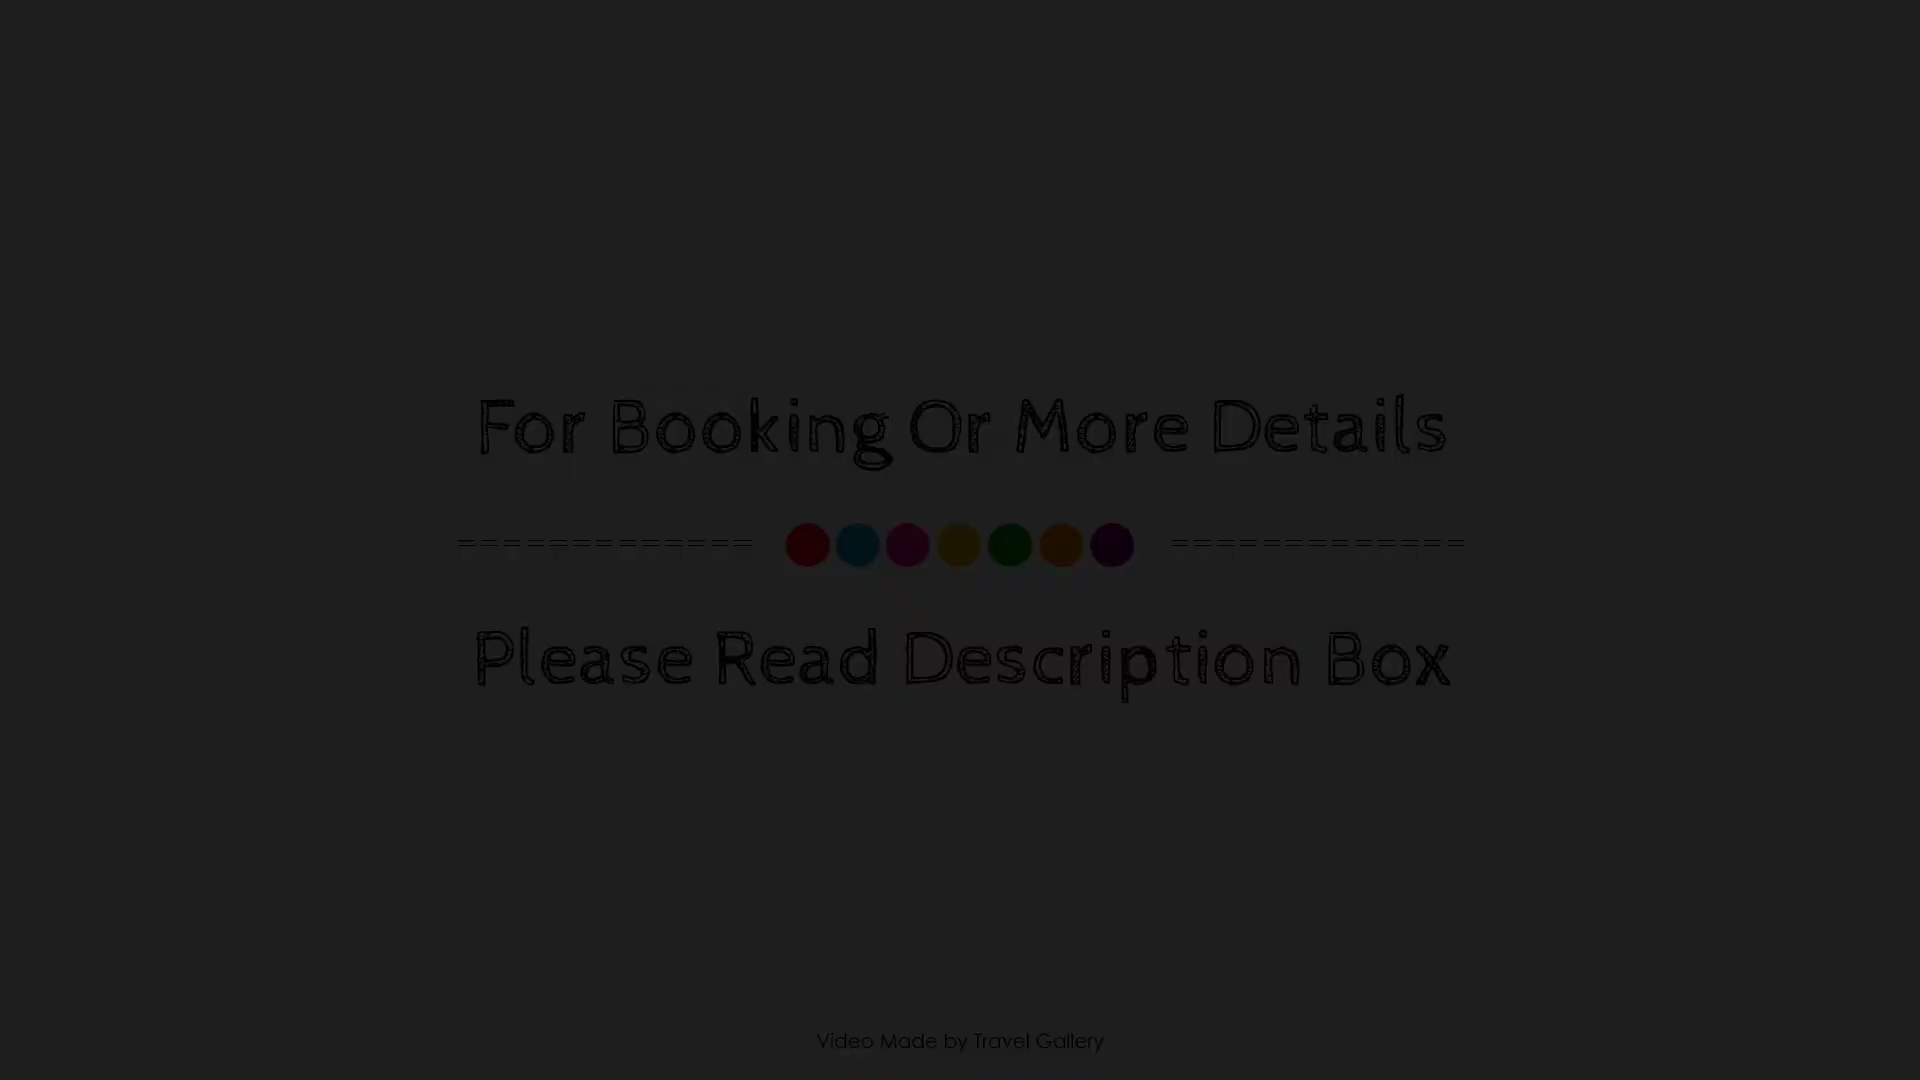 For Booking Or More Details
============= =============
Please Read Description Box
Video Made by Travel Gallery